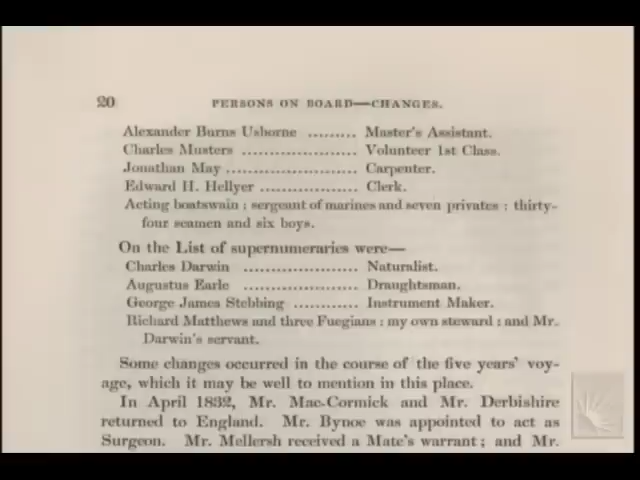 20 PERSONS ON BOARD—CHANGES.
Alexander Burns Usborne ......... Master's Assistant.
Charles Musters ..................... Volunteer 1st Class.
Jonathan May ........................ Carpenter.
Edward H. Hellyer .................. Clerk.
Acting boatswain ; sergeant of marines and seven privates : thirty-
four seamen and six boys.
On the List of supernumeraries were—
Charles Darwin ..................... Naturalist.
Augustus Earle ..................... Draughtsman.
George James Stebbing ............ Instrument Maker.
Richard Matthews and three Fuegians : my own steward : and Mr.
Darwin's servant.
Some changes occurred in the course of the five years' voy-
age, which it may be well to mention in this place.
In April 1832, Mr. Mac-Cormick and Mr. Derbishire
returned to England. Mr. Bynoe was appointed to act as
Surgeon. Mr. Mellersh received a Mate's warrant ; and Mr.